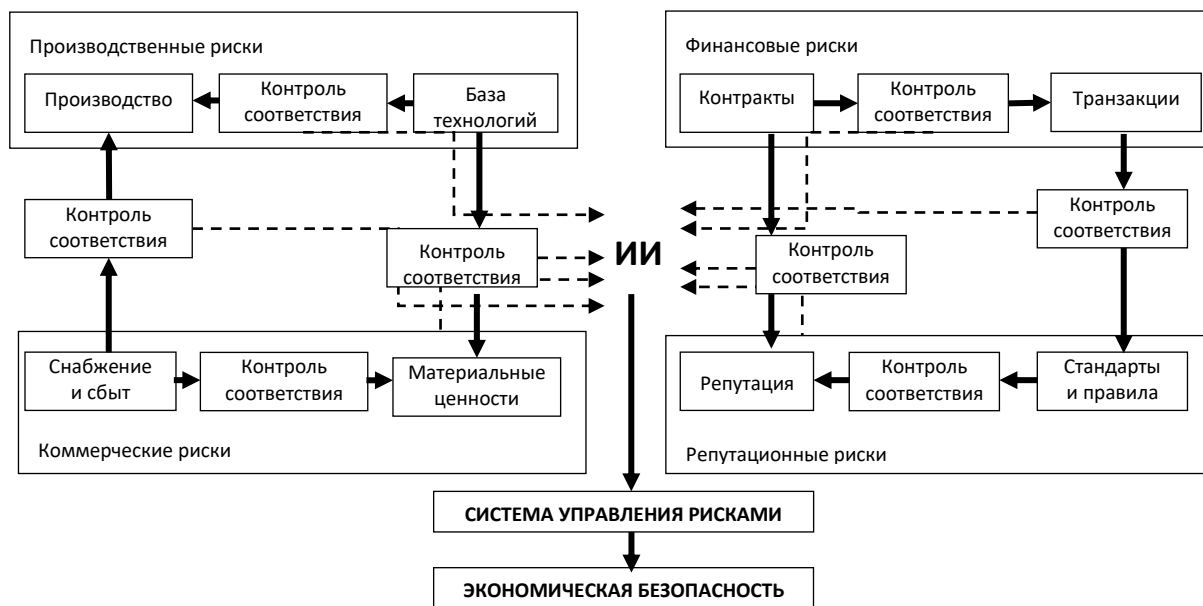 Производственные риски
Производство
Контроль
соответствия
База
технологий
Финансовые риски
Контракты
Контроль
соответствия
Транзакции
Контроль
соответствия
Контроль
соответствия
ИИ
Контроль
соответствия
Контроль
соответствия
Снабжение
и сбыт
Контроль
соответствия
Материальные
ценности
Коммерческие риски
Репутация
Контроль
соответствия
Стандарты
и правила
Репутационные риски
СИСТЕМА УПРАВЛЕНИЯ РИСКАМИ
ЭКОНОМИЧЕСКАЯ БЕЗОПАСНОСТЬ